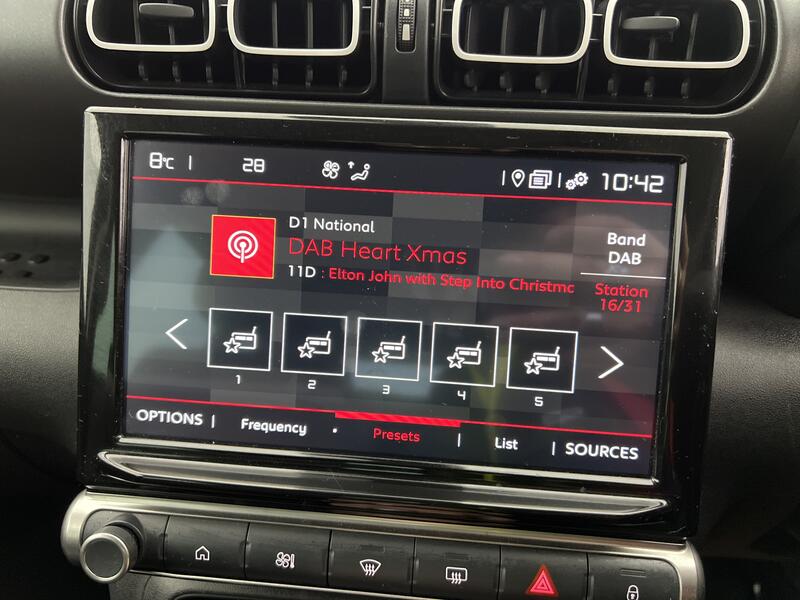 8°C | 28 | 10:42
D1 National
DAB Heart Xmas
11D : Elton John with Step Into Christmc
Band
DAB
Station
16/31
1 2 3 4 5
OPTIONS | Frequency • Presets | List | SOURCES